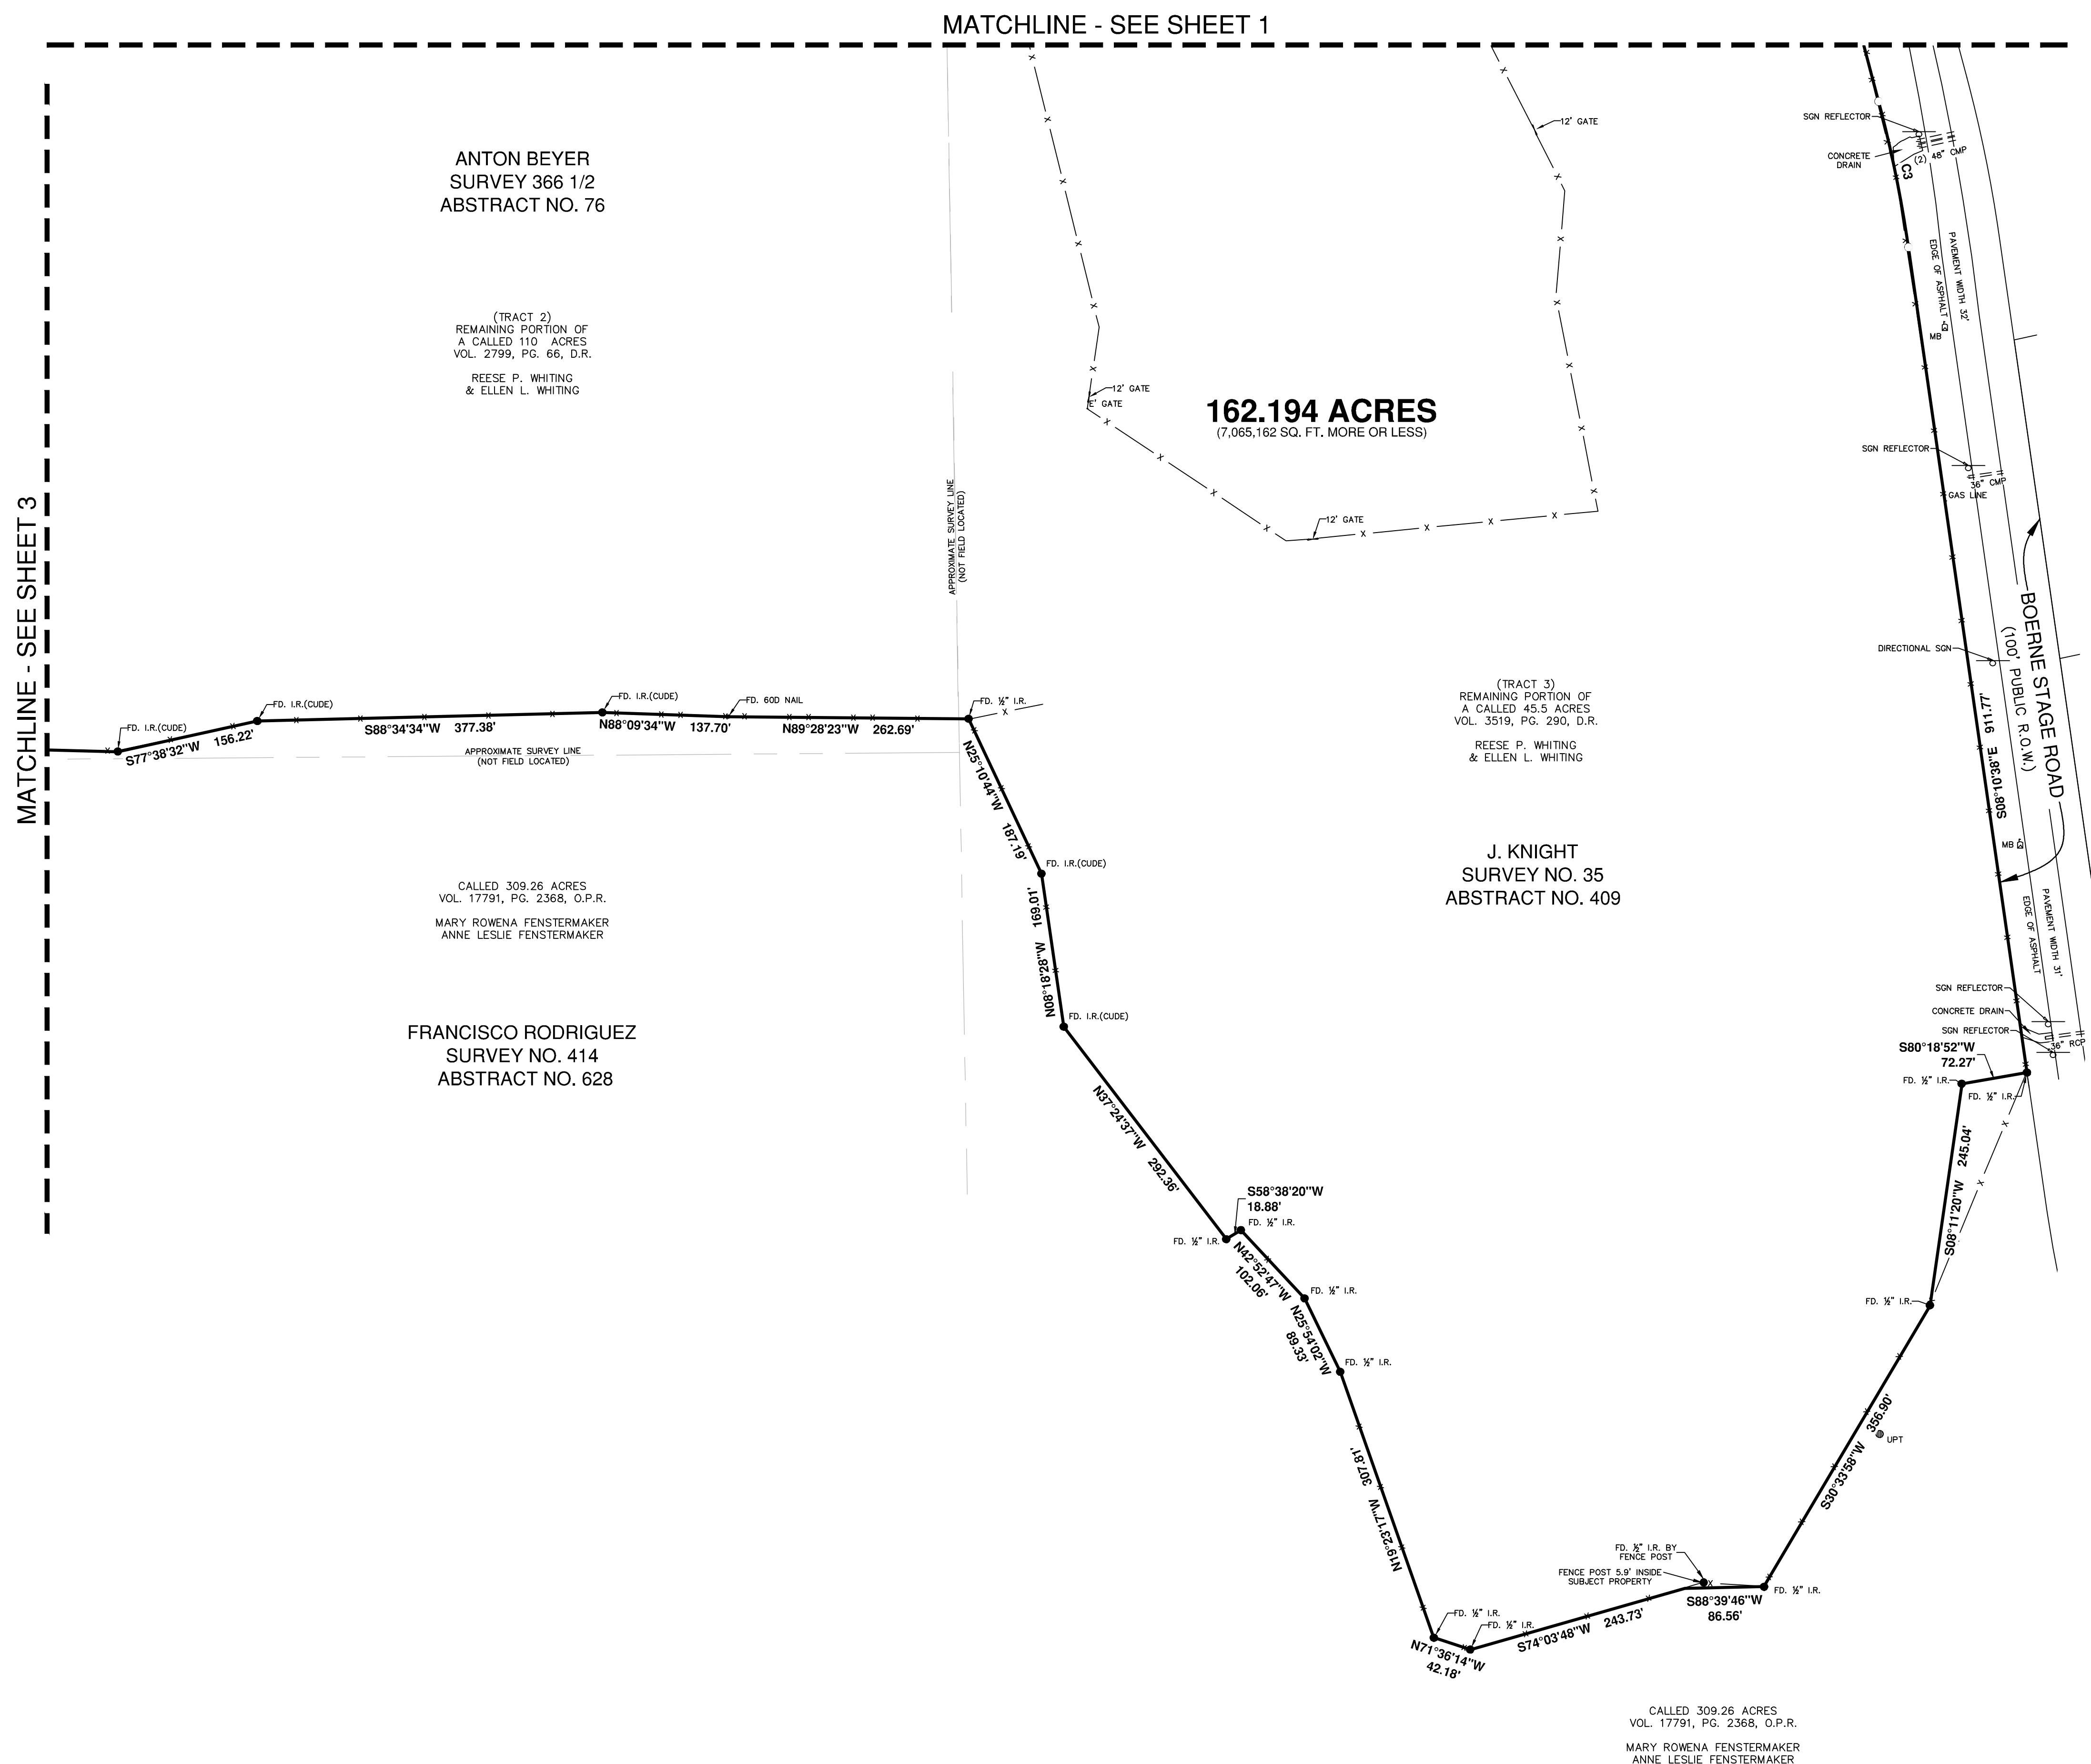 MATCHLINE - SEE SHEET 1
MATCHLINE - SEE SHEET 3
ANTON BEYER
SURVEY 366 1/2
ABSTRACT NO. 76
(TRACT 2)
REMAINING PORTION OF
A CALLED 110 ACRES
VOL. 2799, PG. 66, D.R.
REESE P. WHITING
& ELLEN L. WHITING
12' GATE
12' GATE
E' GATE
12' GATE
162.194 ACRES
(7,065,162 SQ. FT. MORE OR LESS)
APPROXIMATE SURVEY LINE
(NOT FIELD LOCATED)
SGN REFLECTOR
CONCRETE
DRAIN
(2) 48" CMP
C3
EDGE OF ASPHALT
PAVEMENT WIDTH 32'
MB
SGN REFLECTOR
36" CMP
GAS LINE
BOERNE STAGE ROAD
(100' PUBLIC R.O.W.)
DIRECTIONAL SGN
S08°10'38"E 911.77'
MB
EDGE OF ASPHALT
PAVEMENT WIDTH 31'
SGN REFLECTOR
CONCRETE DRAIN
SGN REFLECTOR
36" RCP
FD. I.R.(CUDE)
S77°38'32"W 156.22'
FD. I.R.(CUDE)
S88°34'34"W 377.38'
FD. I.R.(CUDE)
N88°09'34"W 137.70'
FD. 60D NAIL
N89°28'23"W 262.69'
FD. ½" I.R.
APPROXIMATE SURVEY LINE
(NOT FIELD LOCATED)
N25°10'44"W 187.19'
FD. I.R.(CUDE)
N08°18'28"W 169.01'
FD. I.R.(CUDE)
N37°24'37"W 292.36'
(TRACT 3)
REMAINING PORTION OF
A CALLED 45.5 ACRES
VOL. 3519, PG. 290, D.R.
REESE P. WHITING
& ELLEN L. WHITING
J. KNIGHT
SURVEY NO. 35
ABSTRACT NO. 409
CALLED 309.26 ACRES
VOL. 17791, PG. 2368, O.P.R.
MARY ROWENA FENSTERMAKER
ANNE LESLIE FENSTERMAKER
FRANCISCO RODRIGUEZ
SURVEY NO. 414
ABSTRACT NO. 628
S80°18'52"W
72.27'
FD. ½" I.R.
FD. ½" I.R.
S08°11'20"W 245.04'
FD. ½" I.R.
S58°38'20"W
18.88'
FD. ½" I.R.
FD. ½" I.R.
N42°52'47"W
102.06'
FD. ½" I.R.
N25°54'02"W
89.33'
FD. ½" I.R.
N19°23'17"W 307.81'
S30°33'58"W 356.90'
UPT
FD. ½" I.R. BY
FENCE POST
FENCE POST 5.9' INSIDE
SUBJECT PROPERTY
FD. ½" I.R.
S88°39'46"W
86.56'
S74°03'48"W 243.73'
FD. ½" I.R.
FD. ½" I.R.
N71°36'14"W
42.18'
CALLED 309.26 ACRES
VOL. 17791, PG. 2368, O.P.R.
MARY ROWENA FENSTERMAKER
ANNE LESLIE FENSTERMAKER